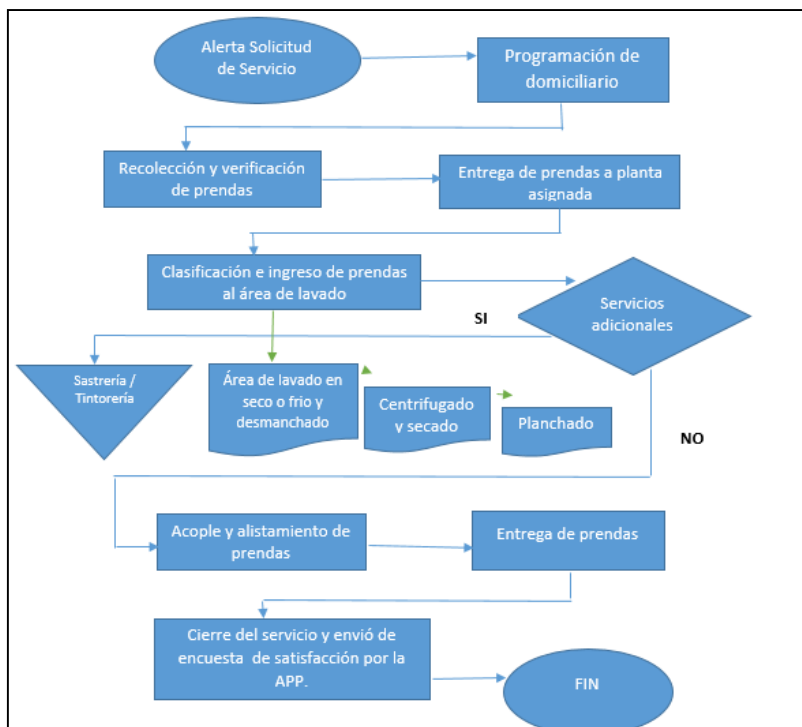 Alerta Solicitud
de Servicio
Programación de
domiciliario
Recolección y verificación
de prendas
Entrega de prendas a planta
asignada
Clasificación e ingreso de prendas
al área de lavado
Servicios
adicionales
SI
Sastrería /
Tintorería
Área de lavado en
seco o frio y
desmanchado
Centrifugado
y secado
Planchado
NO
Acople y alistamiento de
prendas
Entrega de prendas
Cierre del servicio y envió de
encuesta de satisfacción por la
APP.
FIN